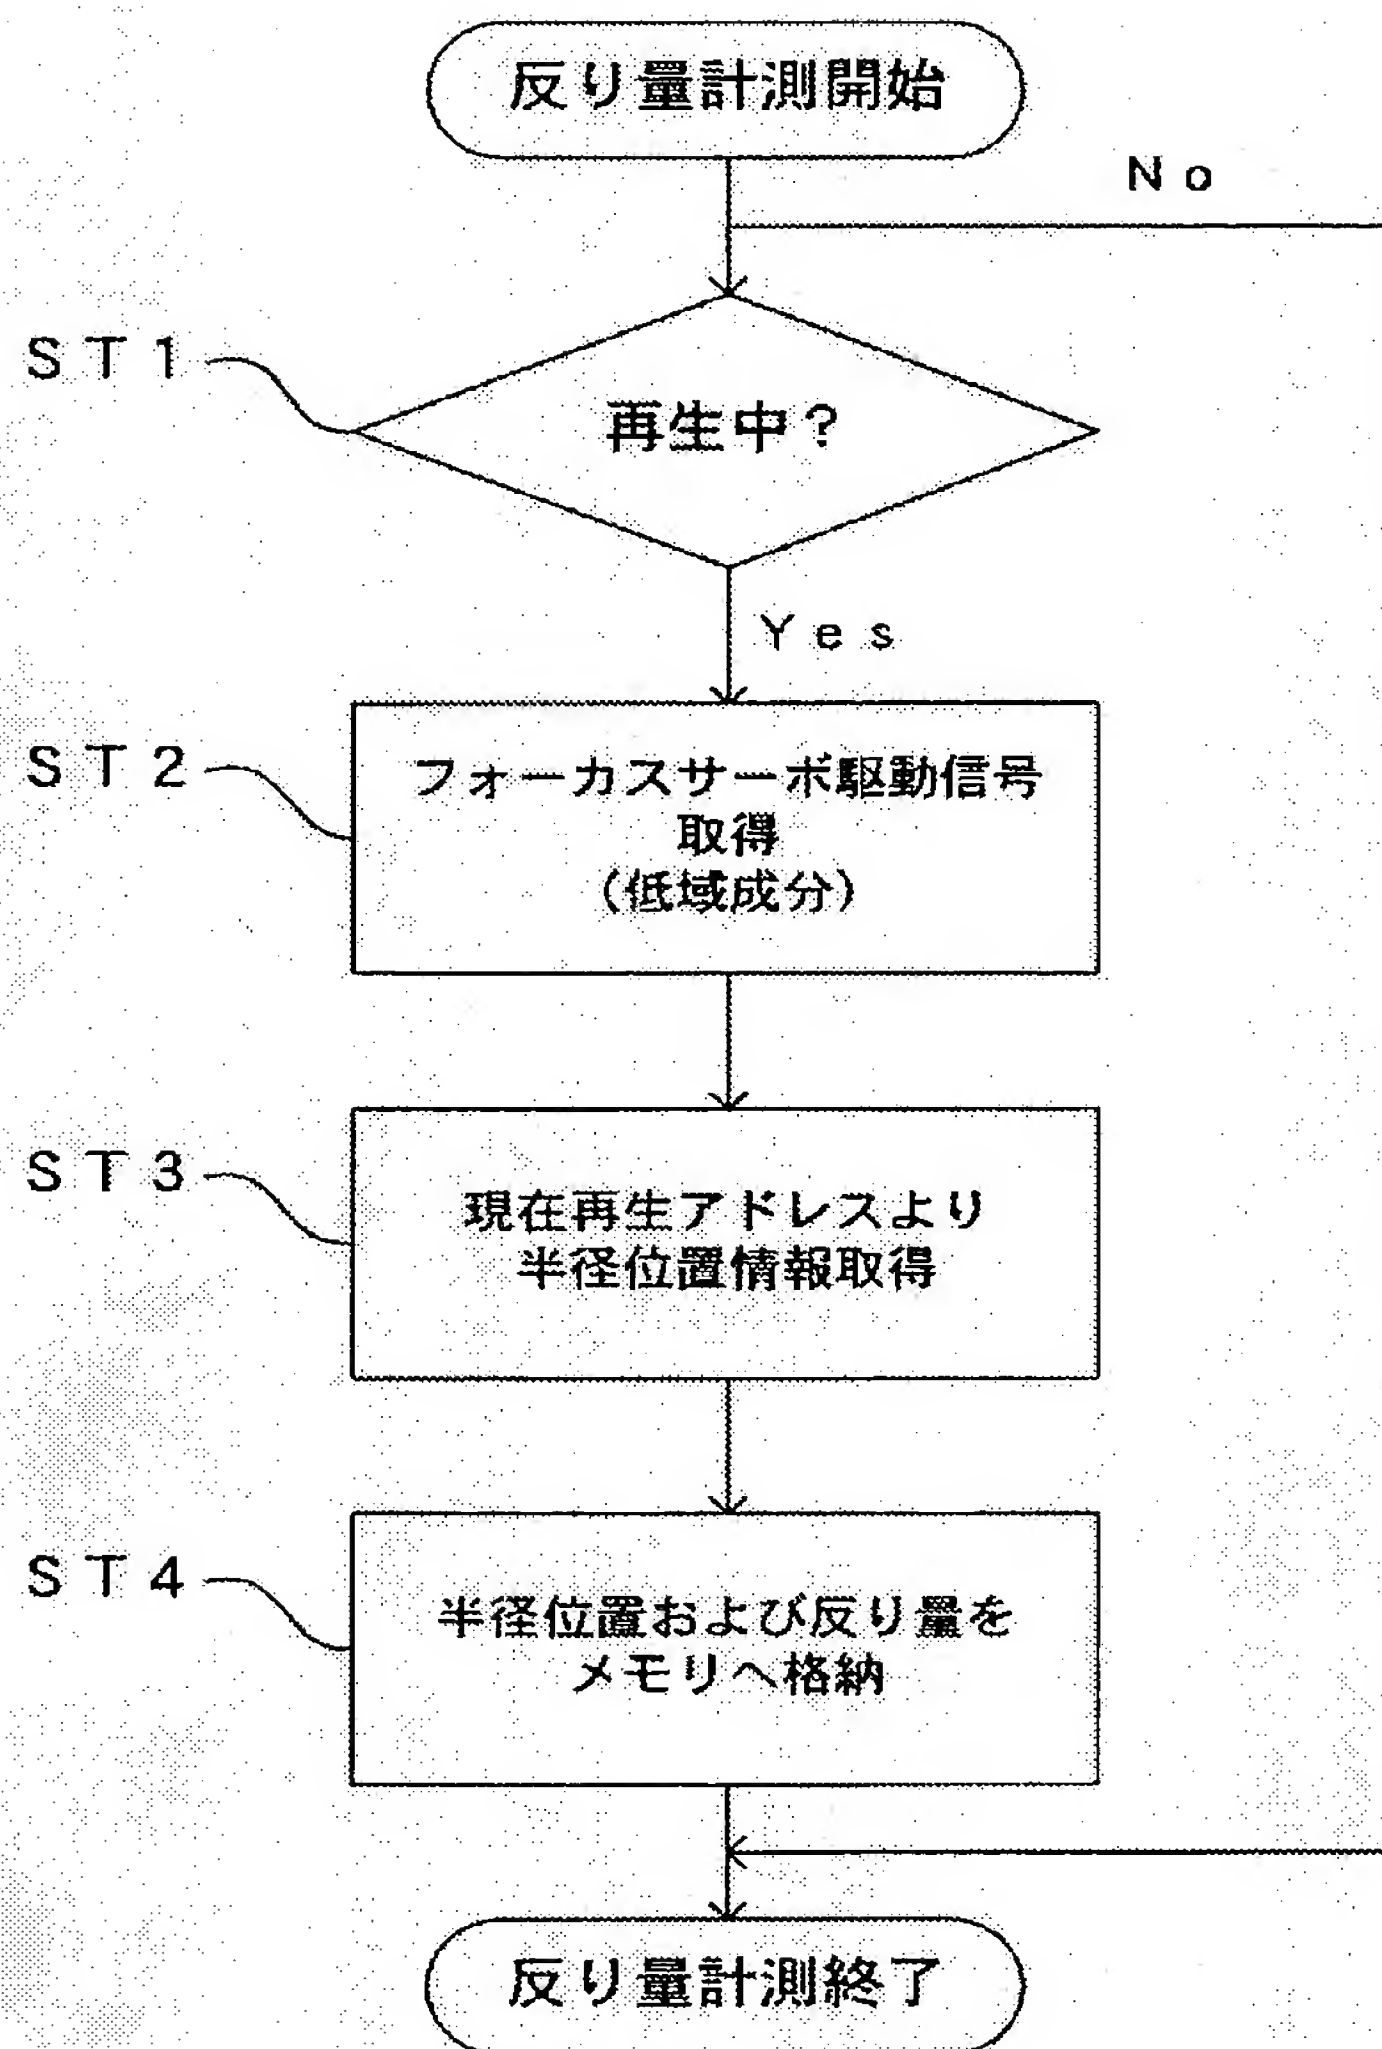 反り量計測開始
No
ST1
再生中？
Yes
ST2
フォーカスサーボ駆動信号
取得
（低域成分）
ST3
現在再生アドレスより
半径位置情報取得
ST4
半径位置および反り量を
メモリへ格納
反り量計測終了